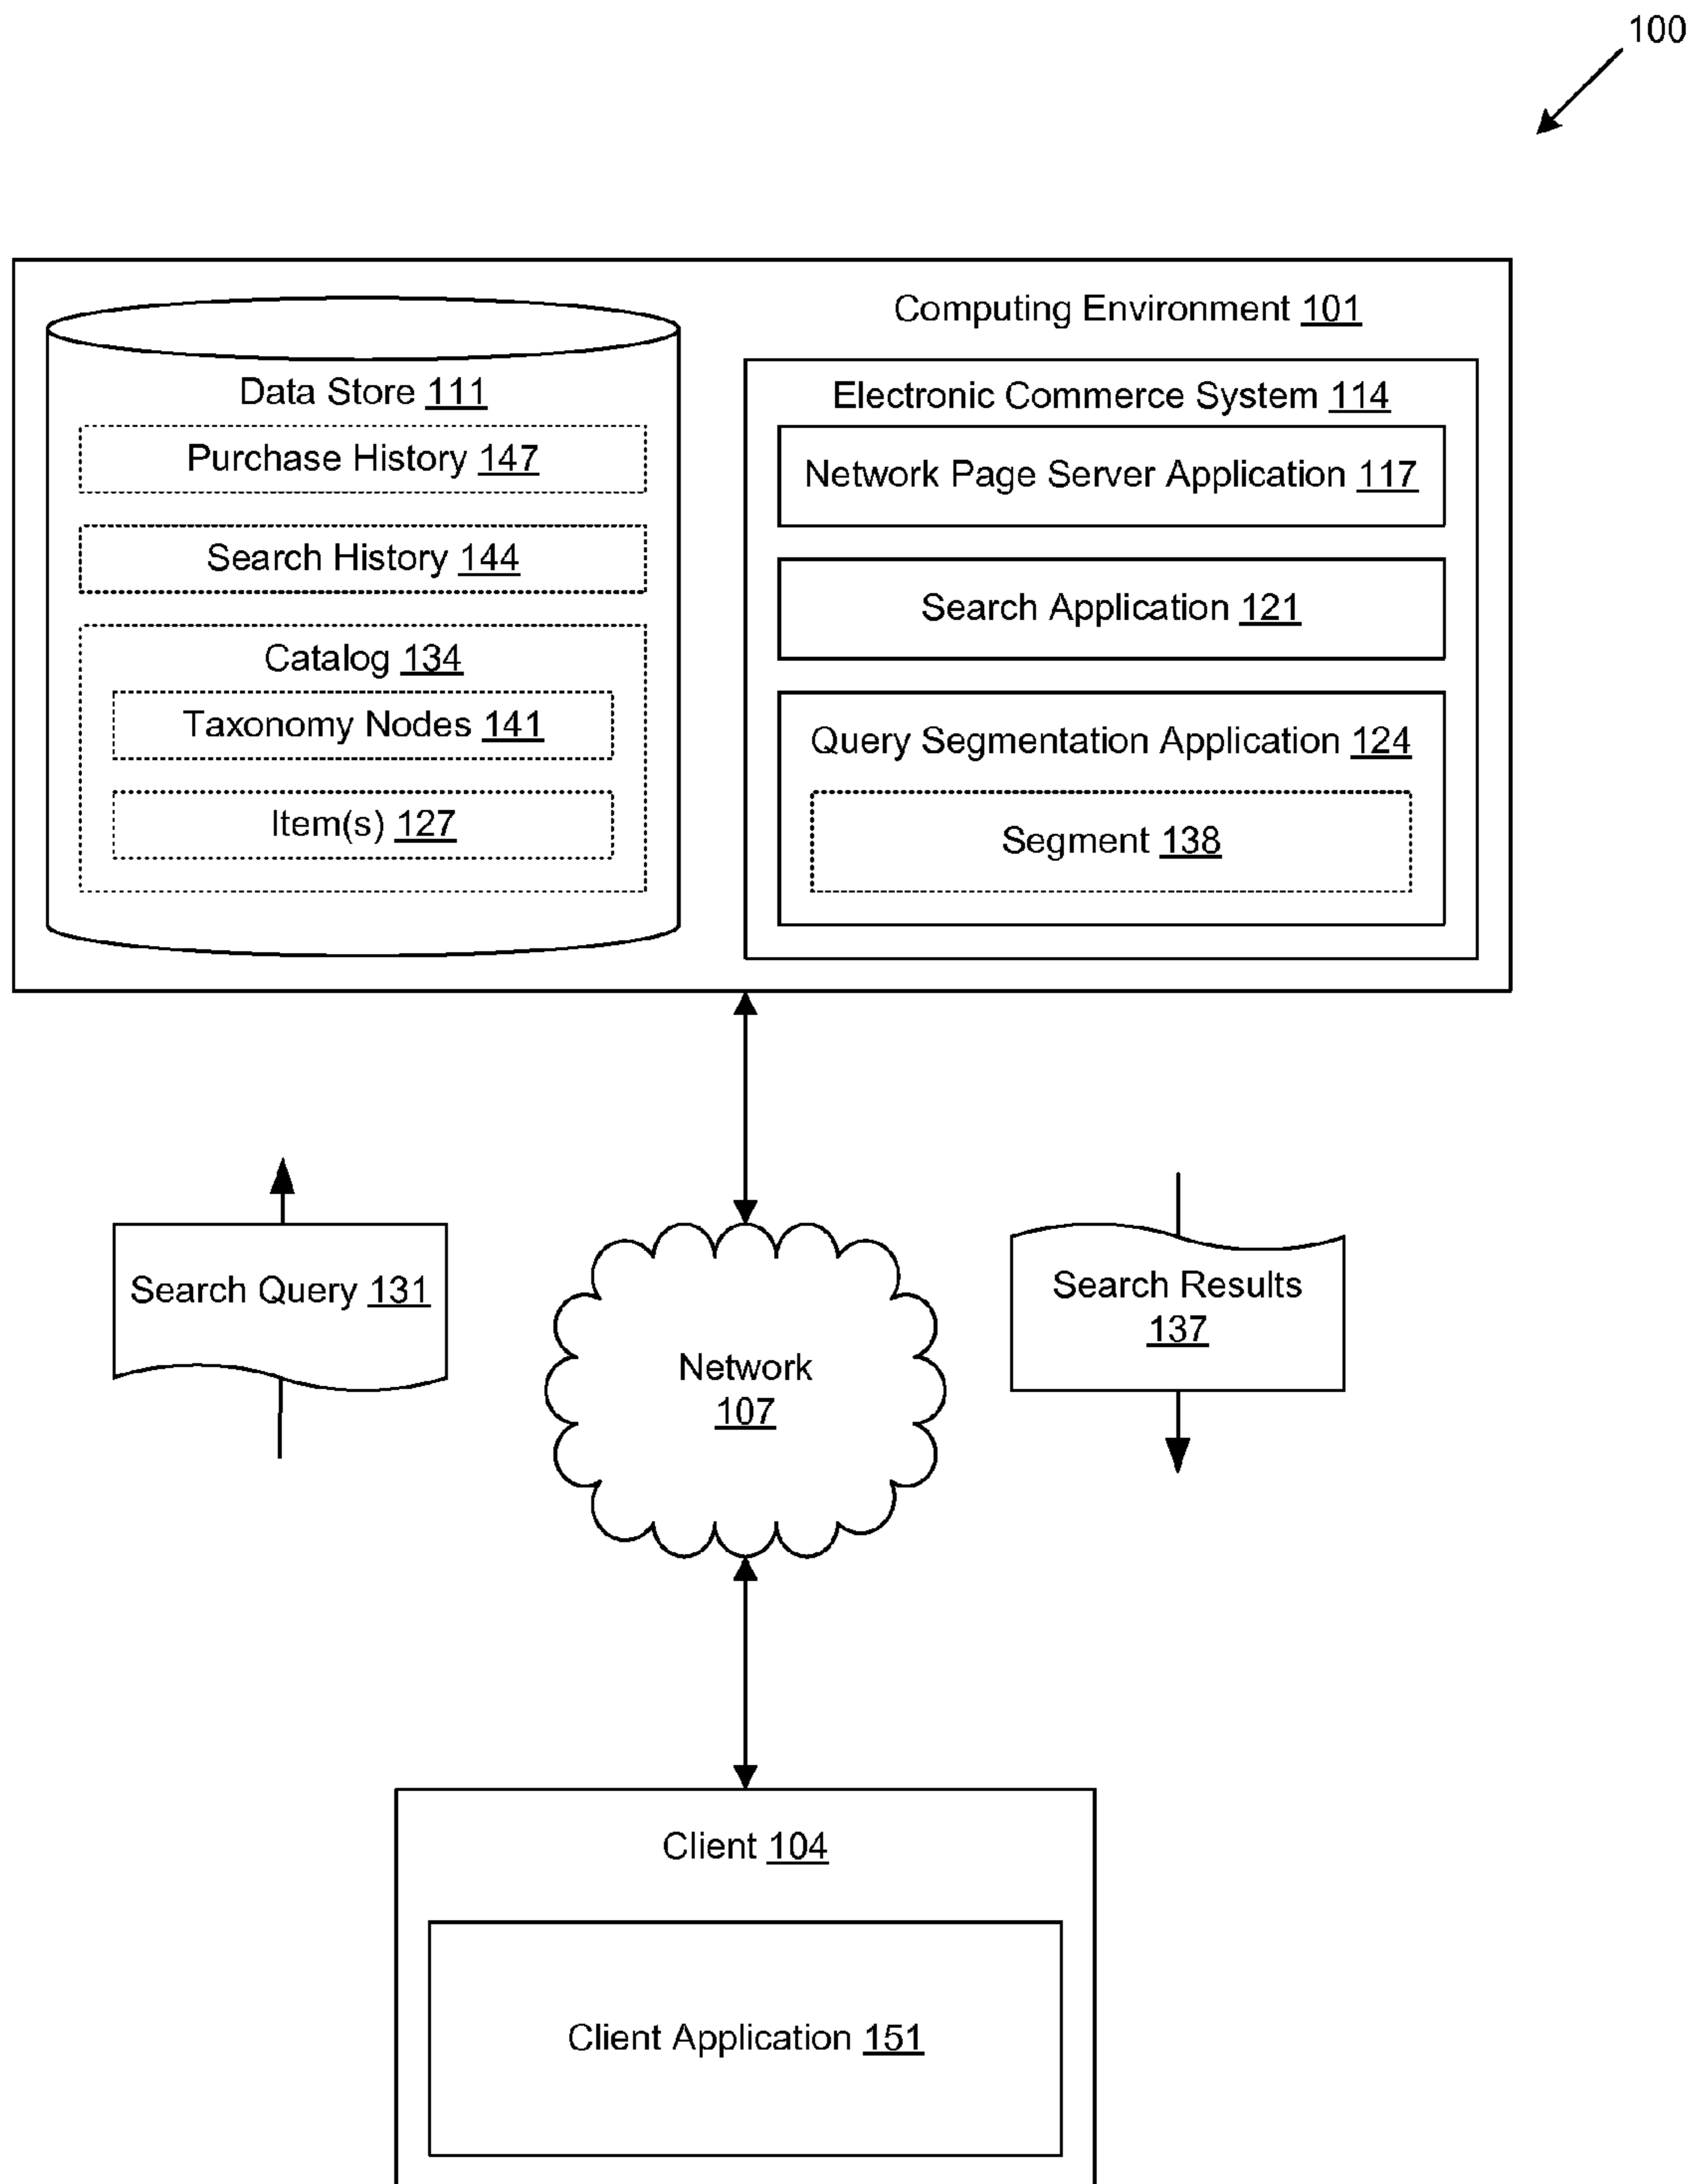 100
Computing Environment 101
Data Store 111
Purchase History 147
Search History 144
Catalog 134
Taxonomy Nodes 141
Item(s) 127
Electronic Commerce System 114
Network Page Server Application 117
Search Application 121
Query Segmentation Application 124
Segment 138
Search Query 131
Network
107
Search Results
137
Client 104
Client Application 151